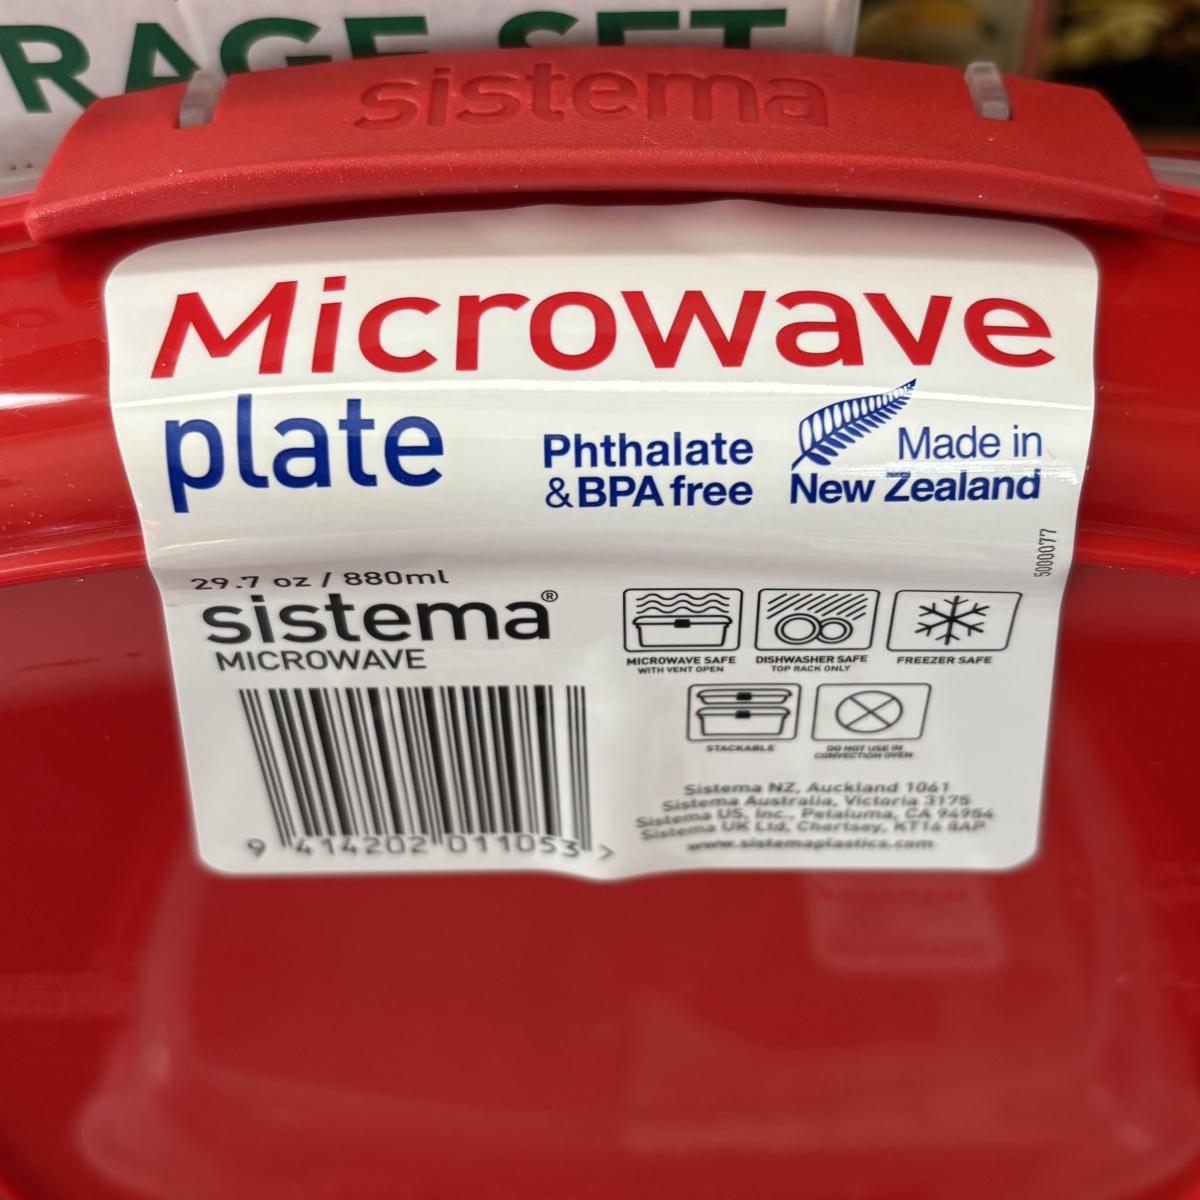 RAGE SET
sistema
Microwave
plate
Phthalate
& BPA free
Made in
New Zealand
5000077
29.7 oz / 880ml
sistema®
MICROWAVE
MICROWAVE SAFE
WITH VENT OPEN
DISHWASHER SAFE
TOP RACK ONLY
FREEZER SAFE
STACKABLE
DO NOT USE IN
CONVECTION OVEN
9 414202 011053 >
Sistema NZ, Auckland 1061
Sistema Australia, Victoria 3175
Sistema US, Inc., Petaluma, CA 94954
Sistema UK Ltd, Chertsey, KT16 8AP
www.sistemaplastics.com